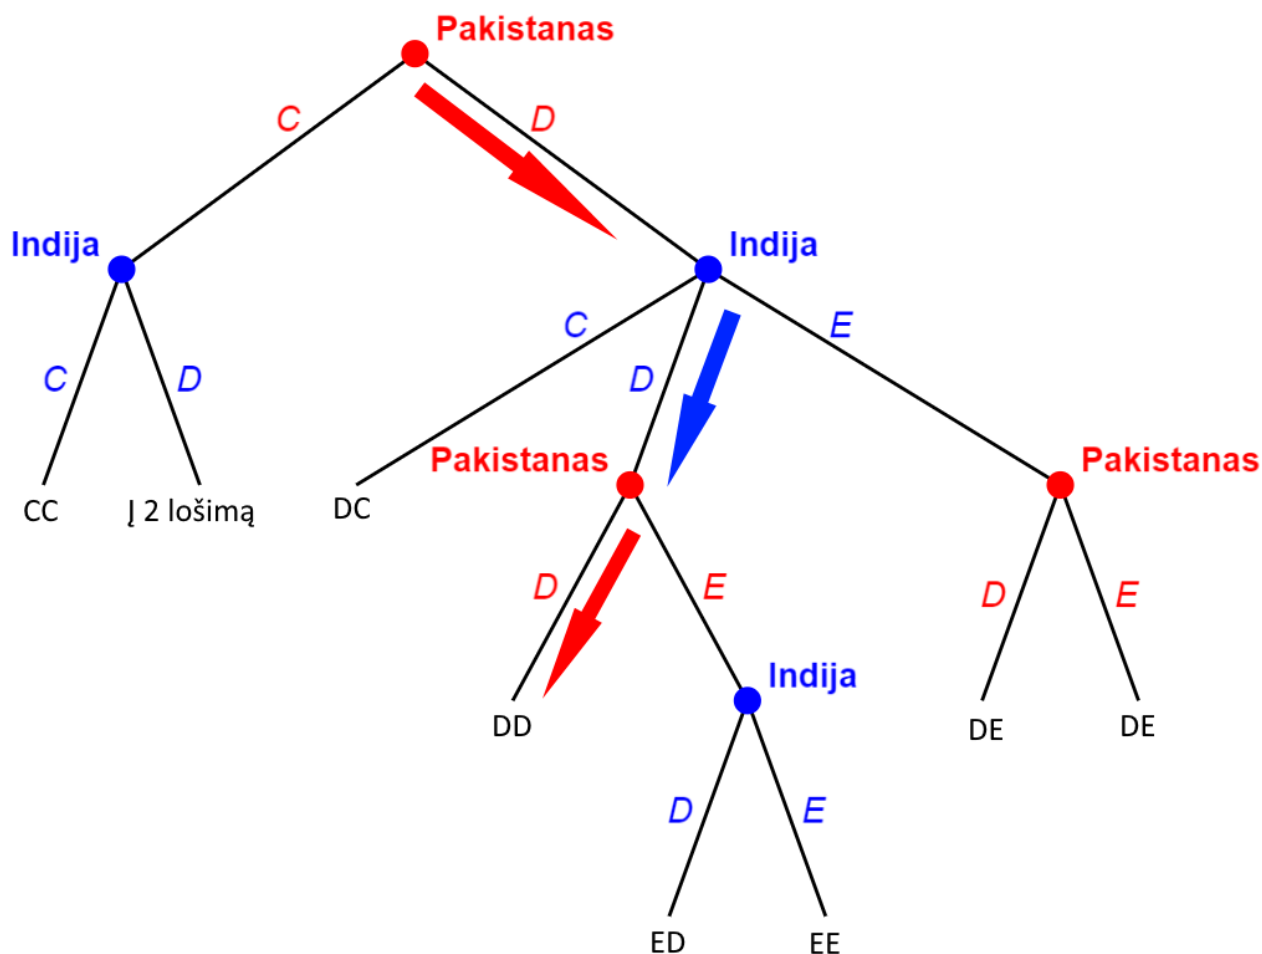 Pakistanas
C
D
Indija
Indija
C
D
C
D
E
CC
Į 2 lošimą
DC
Pakistanas
Pakistanas
D
E
D
E
DD
Indija
DE
DE
D
E
ED
EE